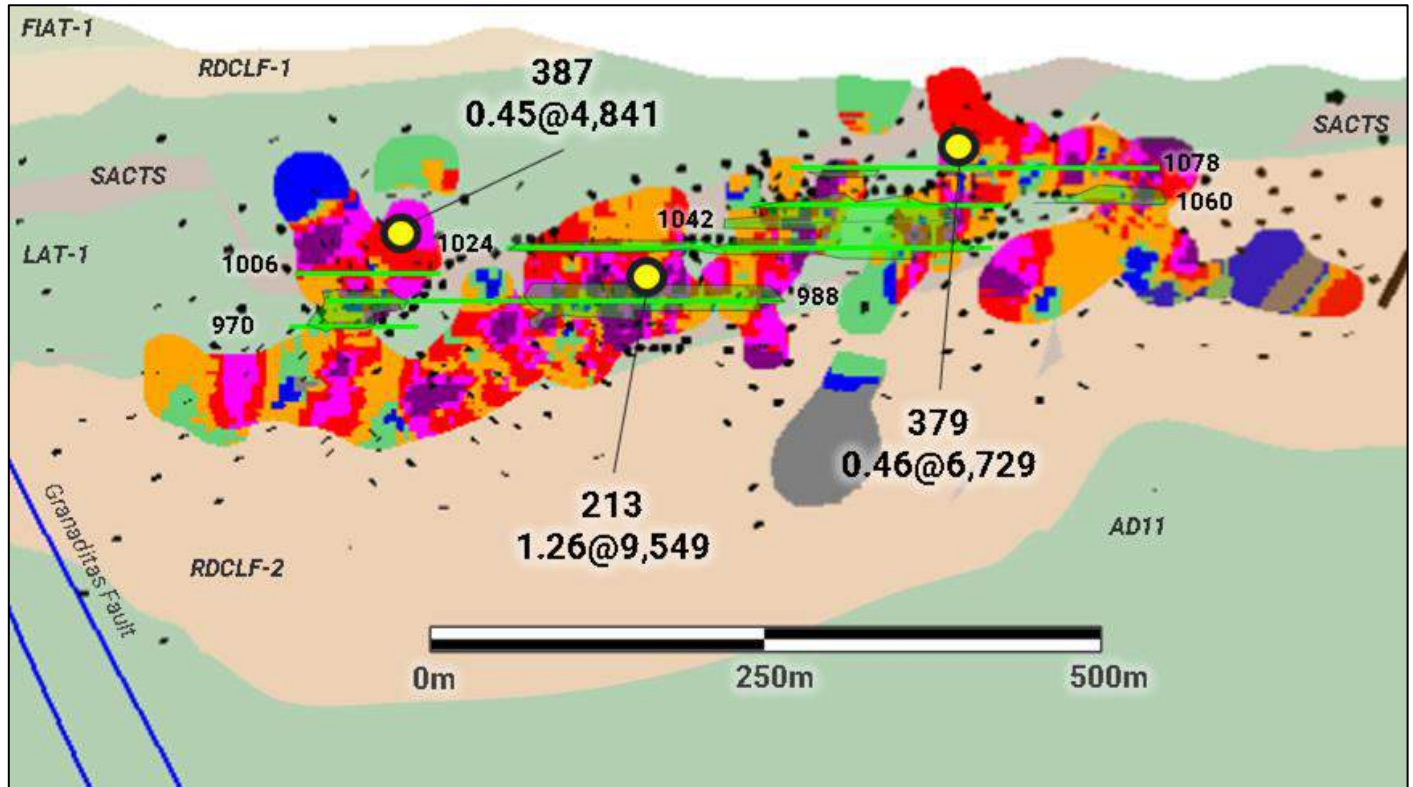 FIAT-1
RDCLF-1
387
0.45@4,841
SACTS
SACTS
1078
1060
1042
1024
LAT-1
1006
988
970
379
0.46@6,729
213
1.26@9,549
AD11
Granaditas Fault
RDCLF-2
0m
250m
500m